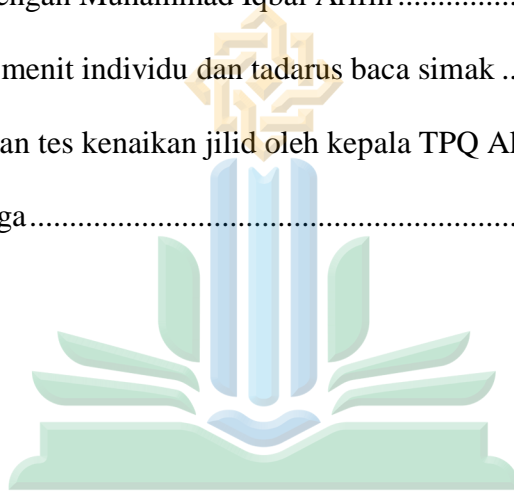 engan Muhammad Iqbal Arifin ..................
menit individu dan tadarus baca simak ..
an tes kenaikan jilid oleh kepala TPQ Al
ga .................................................................